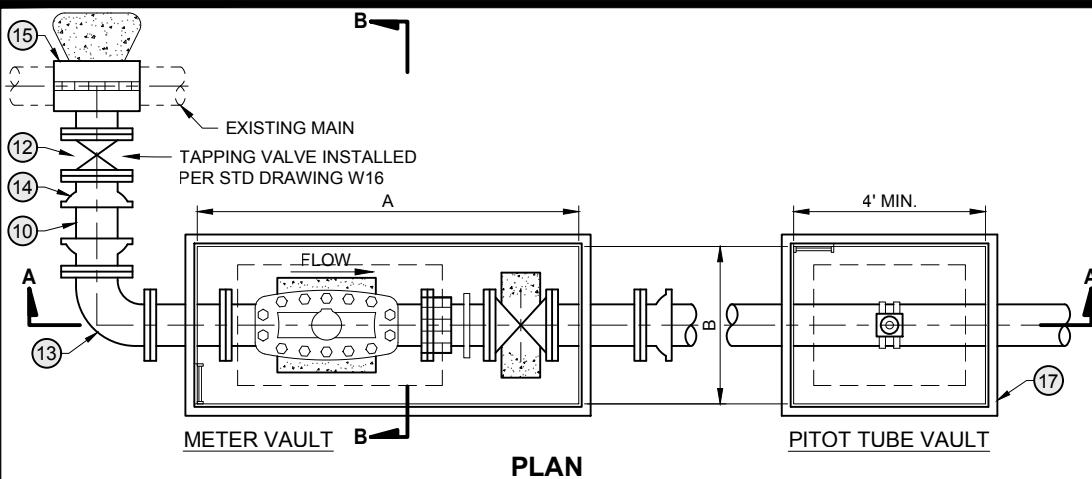 B
15
EXISTING MAIN
12
TAPPING VALVE INSTALLED
PER STD DRAWING W16
14
A
4' MIN.
10
FLOW
A
A
B
13
17
METER VAULT
B
PITOT TUBE VAULT
PLAN